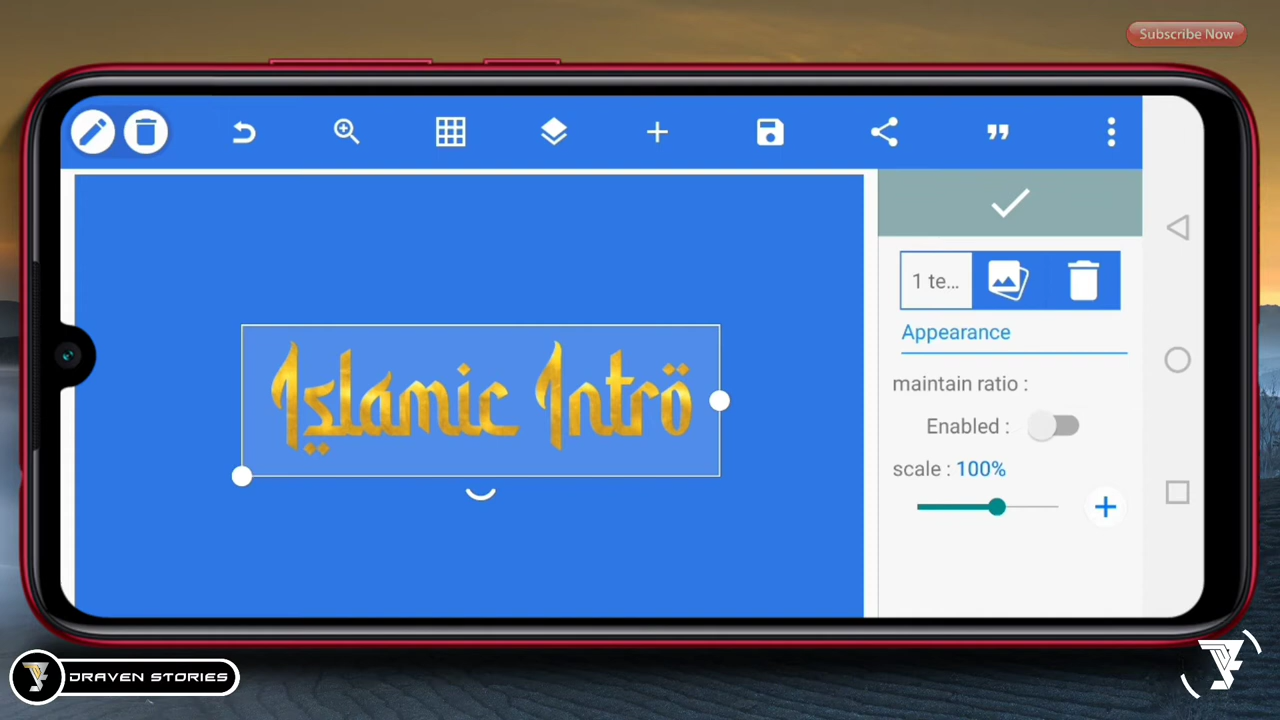 Subscribe Now
Islamic Intro
1 te...
Appearance
maintain ratio :
Enabled :
scale : 100%
DRAVEN STORIES